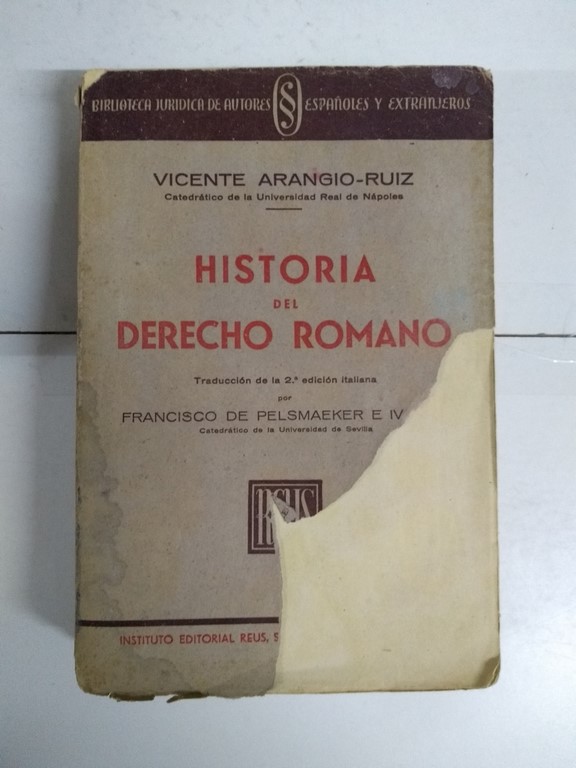 BIBLIOTECA JURIDICA DE AUTORES § ESPAÑOLES Y EXTRANJEROS
VICENTE ARANGIO-RUIZ
Catedrático de la Universidad Real de Nápoles
HISTORIA
DEL
DERECHO ROMANO
Traducción de la 2.ª edición italiana
por
FRANCISCO DE PELSMAEKER E IV
Catedrático de la Universidad de Sevilla
REUS
INSTITUTO EDITORIAL REUS, S